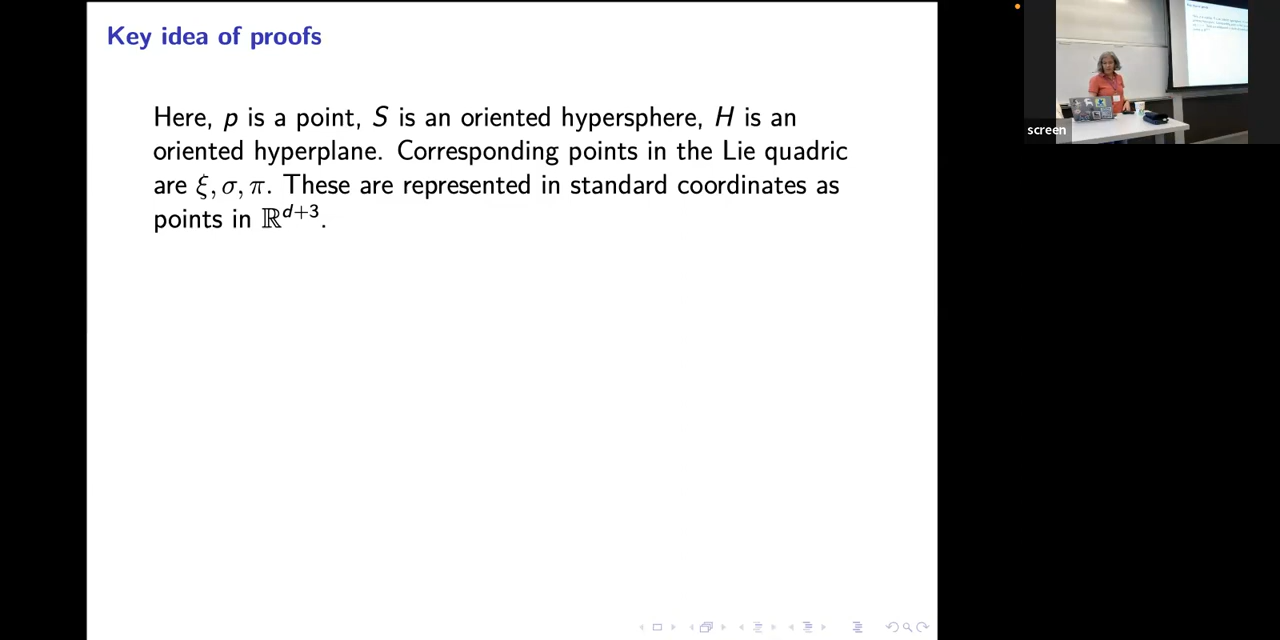 Key idea of proofs
Here, p is a point, S is an oriented hypersphere, H is an
oriented hyperplane. Corresponding points in the Lie quadric
are ξ, σ, π. These are represented in standard coordinates as
points in ℝᵈ⁺³.
screen